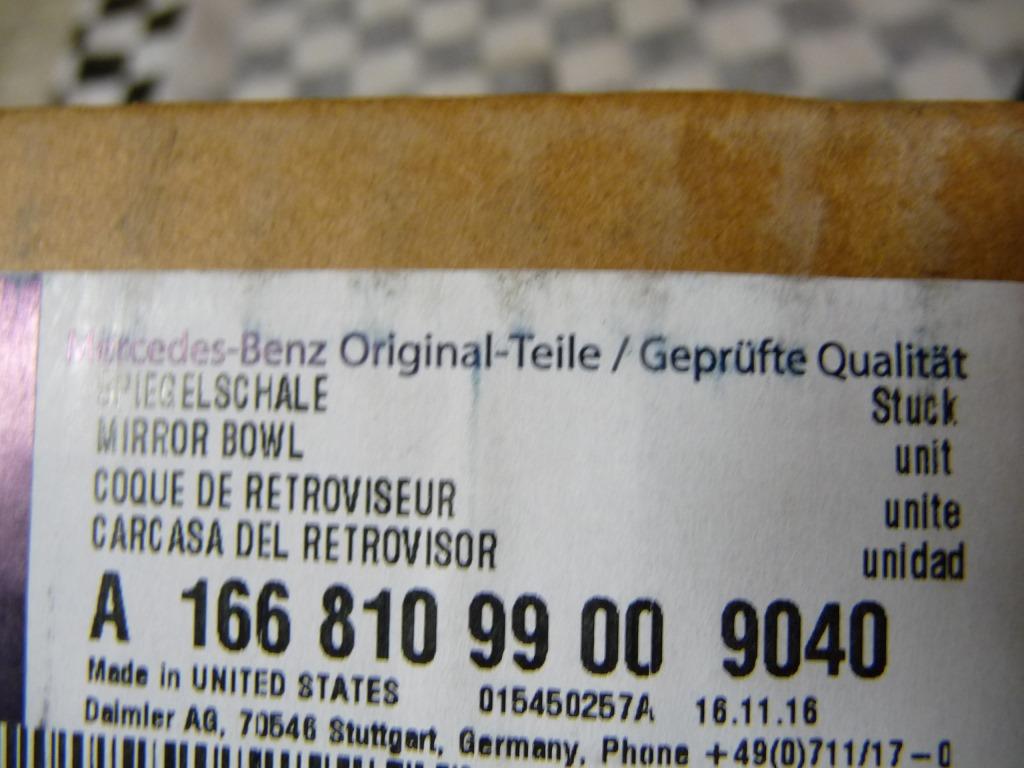 Mercedes-Benz Original-Teile / Geprüfte Qualität
SPIEGELSCHALE Stuck
MIRROR BOWL unit
COQUE DE RETROVISEUR unite
CARCASA DEL RETROVISOR unidad
A 166 810 99 00 9040
Made in UNITED STATES 015450257A 16.11.16
Daimler AG, 70546 Stuttgart, Germany, Phone +49(0)711/17-0